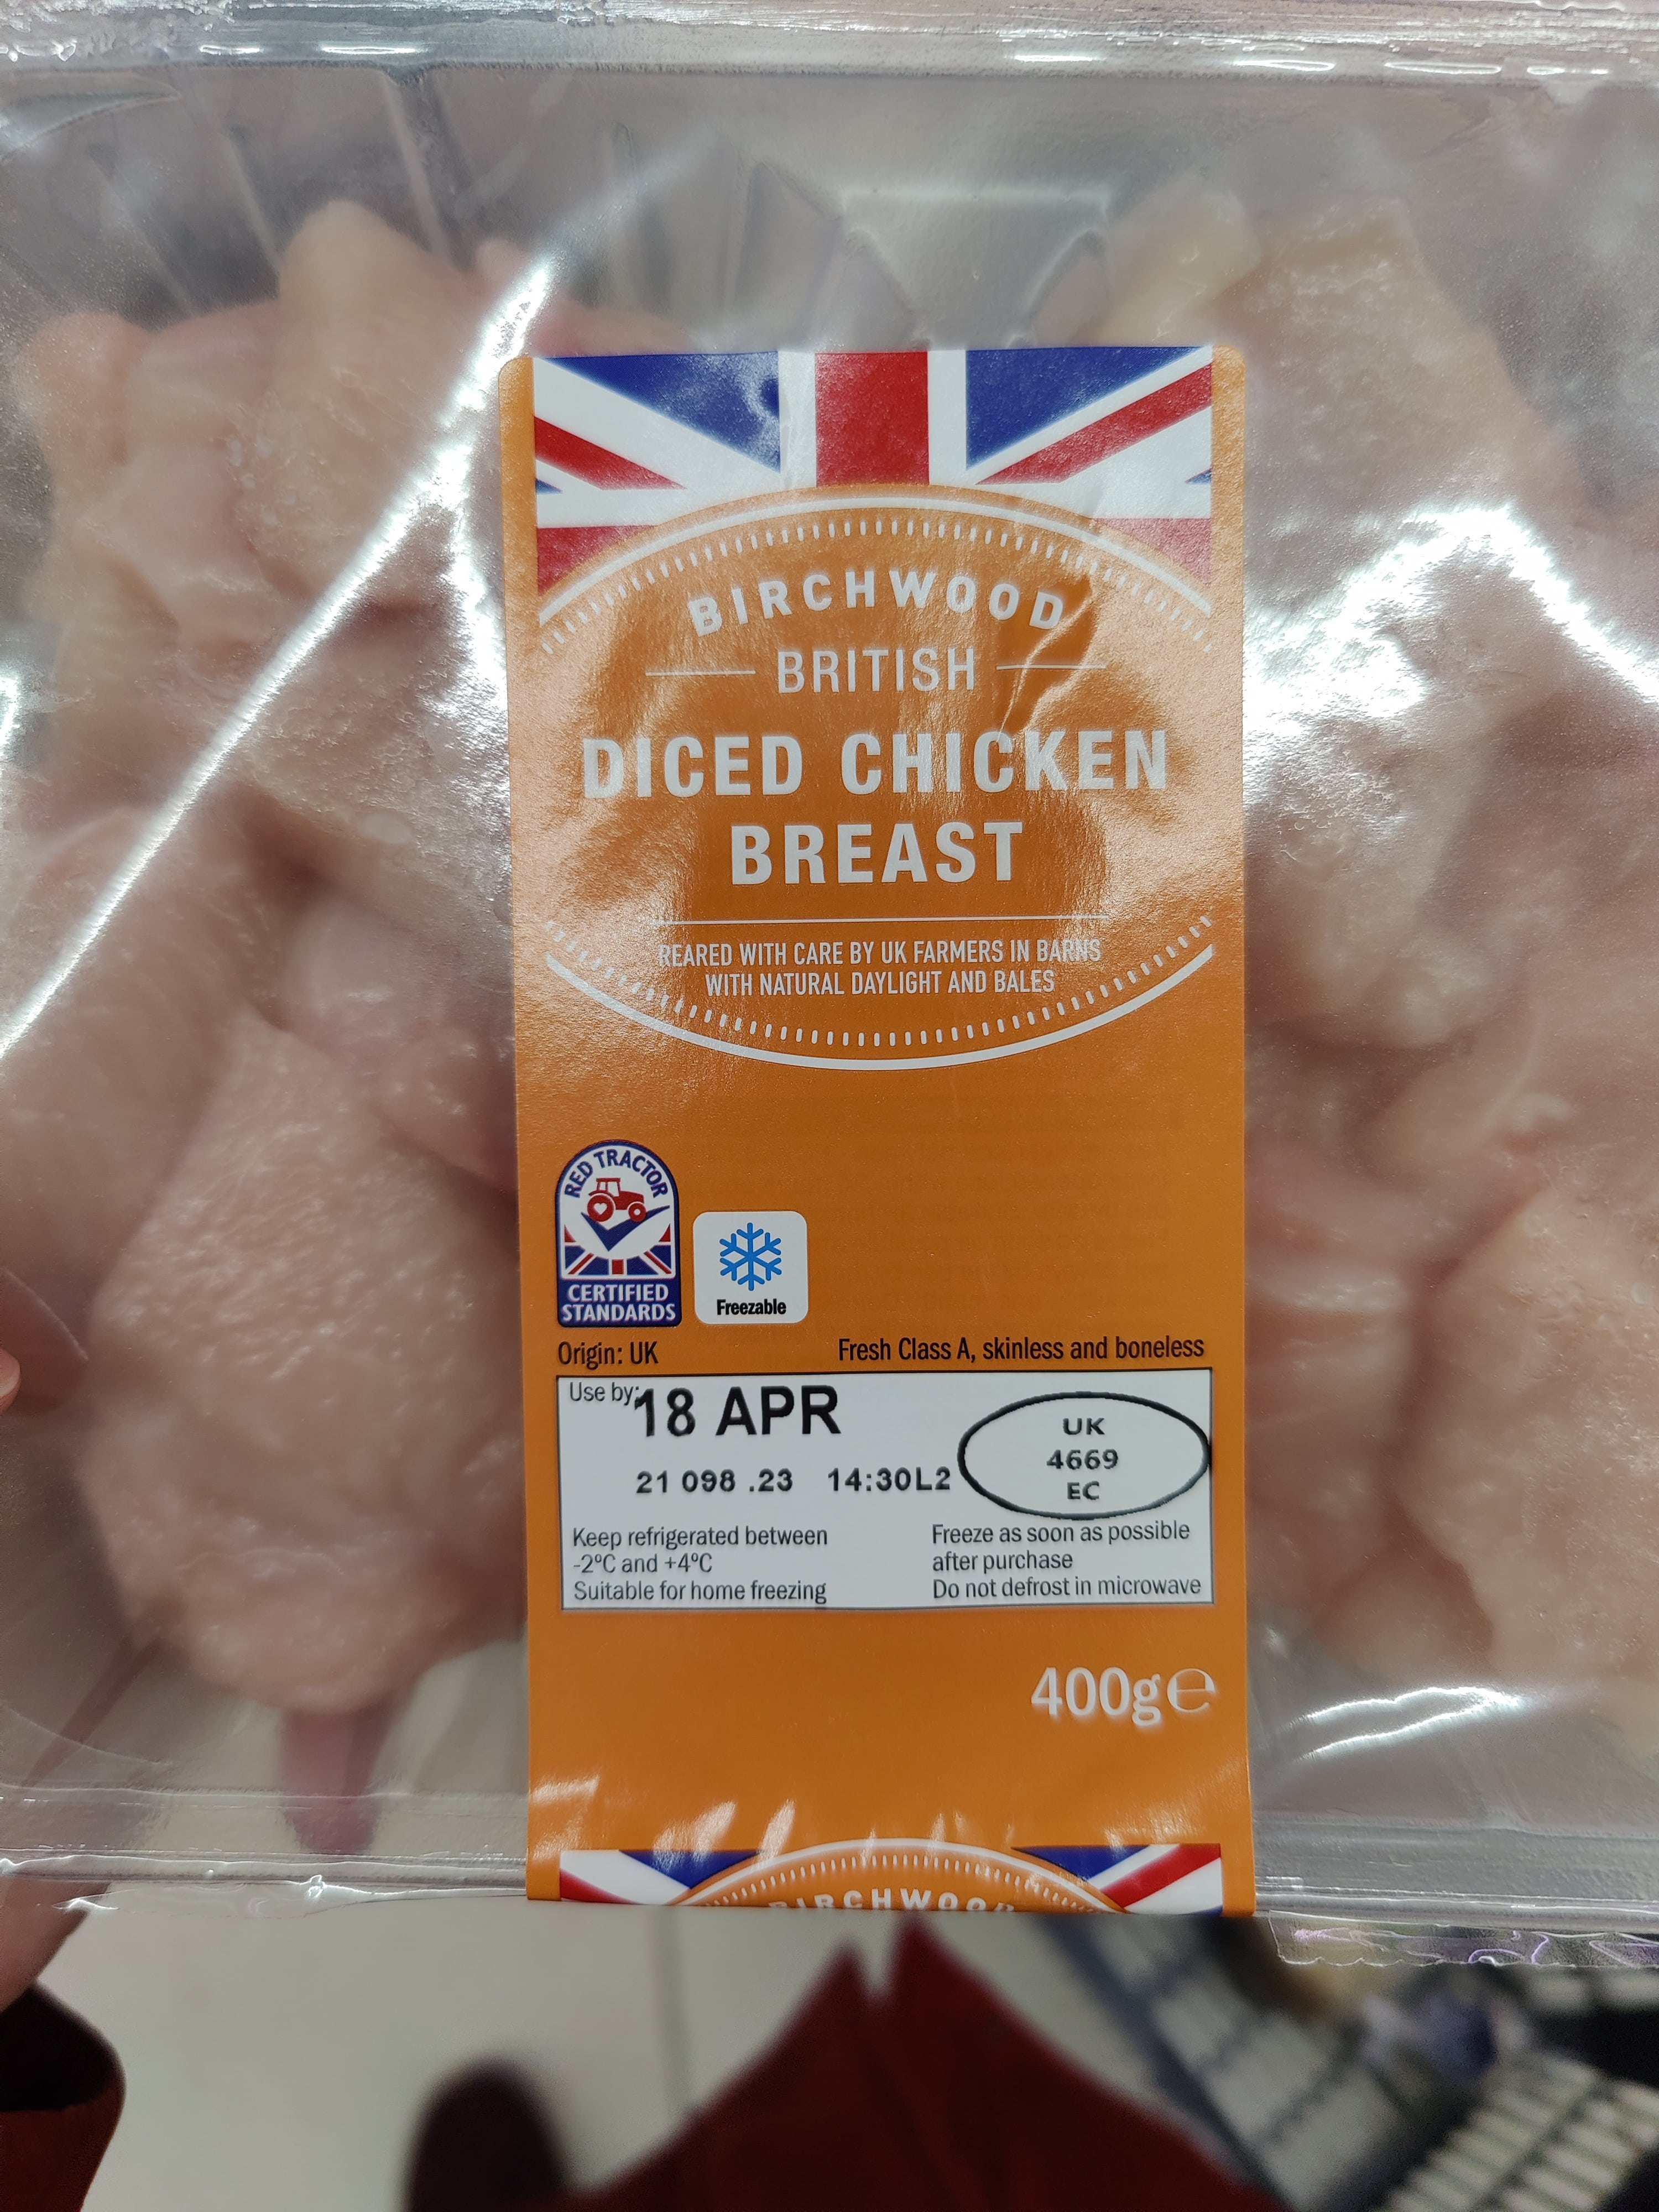 BIRCHWOOD
BRITISH
DICED CHICKEN
BREAST
REARED WITH CARE BY UK FARMERS IN BARNS
WITH NATURAL DAYLIGHT AND BALES
RED TRACTOR
CERTIFIED
STANDARDS
Freezable
Origin: UK
Fresh Class A, skinless and boneless
Use by: 18 APR
21 098 .23 14:30L2
UK
4669
EC
Keep refrigerated between
-2ºC and +4ºC
Suitable for home freezing
Freeze as soon as possible
after purchase
Do not defrost in microwave
400g℮
BIRCHWOOD